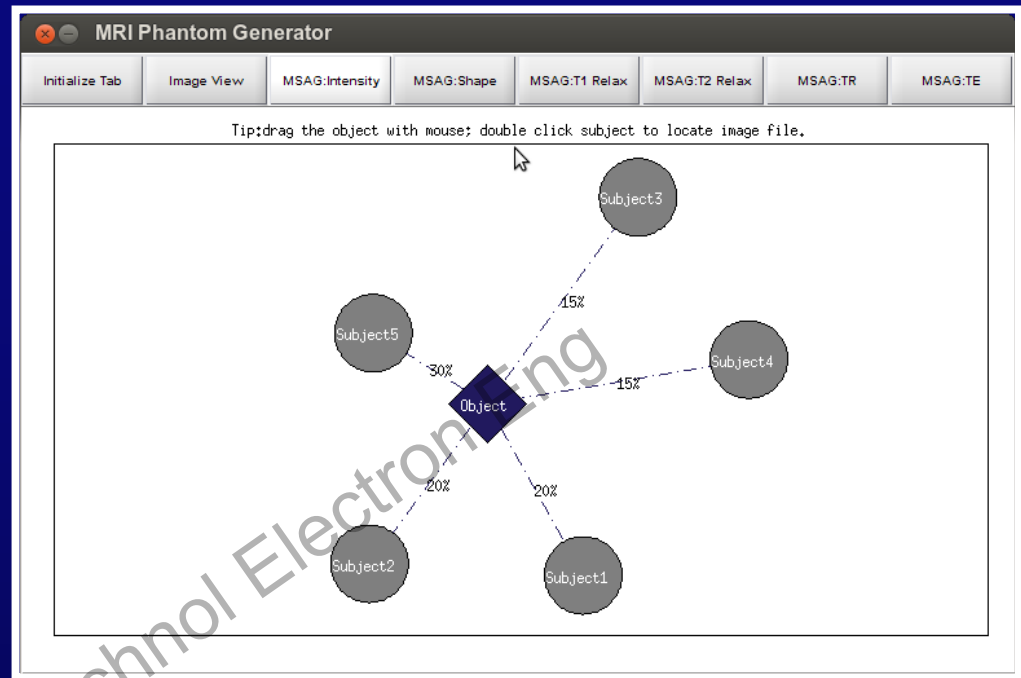 MRI Phantom Generator
Initialize Tab
Image View
MSAG:Intensity
MSAG:Shape
MSAG:T1 Relax
MSAG:T2 Relax
MSAG:TR
MSAG:TE
Tip:drag the object with mouse; double click subject to locate image file.
Subject3
15%
Subject5
Subject4
30%
15%
Object
20%
20%
Subject2
Subject1
chnol Electron Eng